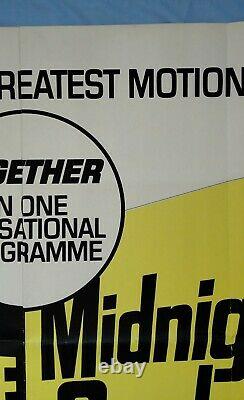 REATEST MOTION
GETHER
N ONE
SATIONAL
GRAMME
Midnig